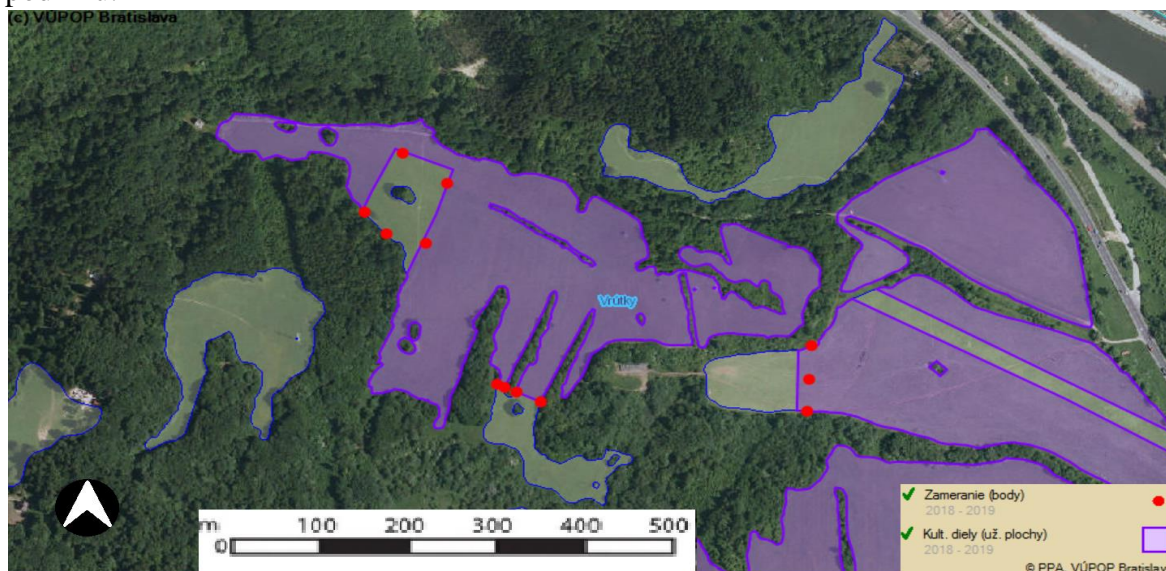 (c) VÚPOP Bratislava
Vrútky
m 100 200 300 400 500
0
Zameranie (body)
2018 - 2019
Kult. diely (už. plochy)
2018 - 2019
© PPA, VÚPOP Bratislav